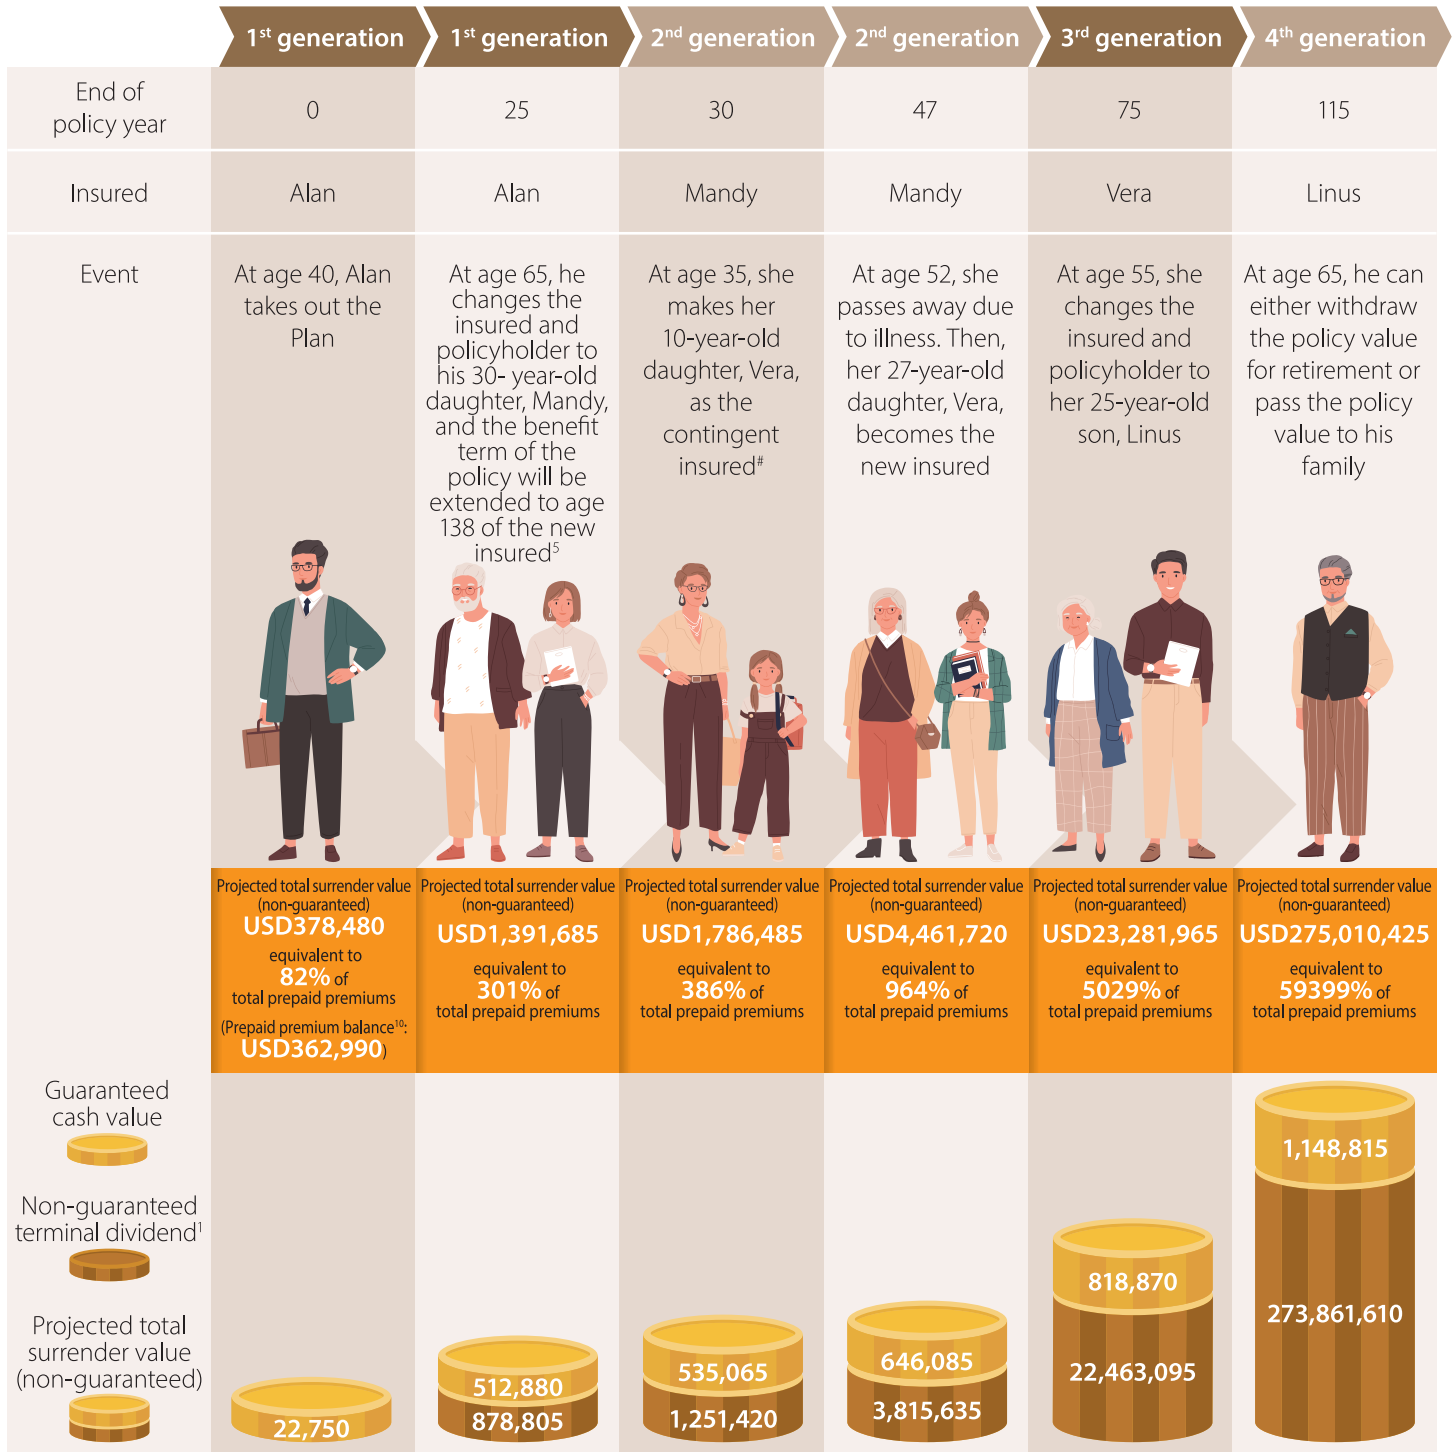 1st generation
1st generation
2nd generation
2nd generation
3rd generation
4th generation
End of
policy year
0
25
30
47
75
115
Insured
Alan
Alan
Mandy
Mandy
Vera
Linus
Event
At age 40, Alan
takes out the
Plan
At age 65, he
changes the
insured and
policyholder to
his 30- year-old
daughter, Mandy,
and the benefit
term of the
policy will be
extended to age
138 of the new
insured5
At age 35, she
makes her
10-year-old
daughter, Vera,
as the
contingent
insured#
At age 52, she
passes away due
to illness. Then,
her 27-year-old
daughter, Vera,
becomes the
new insured
At age 55, she
changes the
insured and
policyholder to
her 25-year-old
son, Linus
At age 65, he can
either withdraw
the policy value
for retirement or
pass the policy
value to his
family
Projected total surrender value
(non-guaranteed)
USD378,480
equivalent to
82% of
total prepaid premiums
(Prepaid premium balance10:
USD362,990)
Projected total surrender value
(non-guaranteed)
USD1,391,685
equivalent to
301% of
total prepaid premiums
Projected total surrender value
(non-guaranteed)
USD1,786,485
equivalent to
386% of
total prepaid premiums
Projected total surrender value
(non-guaranteed)
USD4,461,720
equivalent to
964% of
total prepaid premiums
Projected total surrender value
(non-guaranteed)
USD23,281,965
equivalent to
5029% of
total prepaid premiums
Projected total surrender value
(non-guaranteed)
USD275,010,425
equivalent to
59399% of
total prepaid premiums
Guaranteed
cash value
Non-guaranteed
terminal dividend1
Projected total
surrender value
(non-guaranteed)
22,750
512,880
878,805
535,065
1,251,420
646,085
3,815,635
818,870
22,463,095
1,148,815
273,861,610